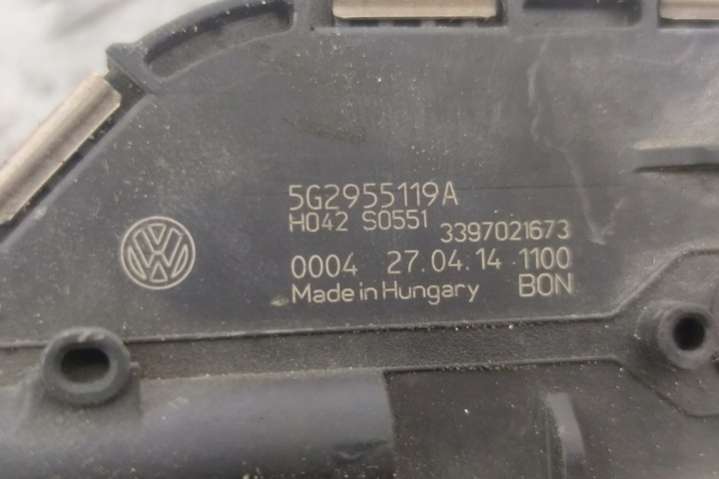 5G2955119A
H042 S0551 3397021673
0004 27.04.14 1100
Made in Hungary BON